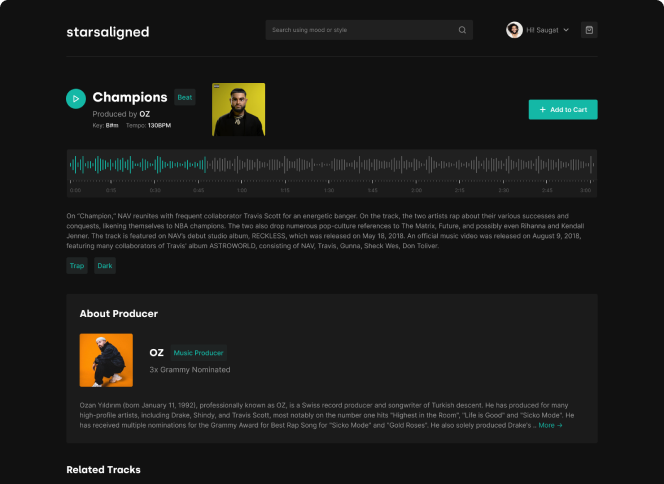 starsaligned
Search using mood or style
Hi! Saugat
Champions
Beat
Produced by OZ
Key: B#m Tempo: 130BPM
Add to Cart
0:00 0:15 0:30 0:45 1:00 1:15 1:30 1:45 2:00 2:15 2:30 2:45 3:00
On "Champion," NAV reunites with frequent collaborator Travis Scott for an energetic banger. On the track, the two artists rap about their various successes and
conquests, likening themselves to NBA champions. The two also drop numerous pop-culture references to The Matrix, Future, and possibly even Rihanna and Kendall
Jenner. The track is featured on NAV's debut studio album, RECKLESS, which was released on May 18, 2018. An official music video was released on August 9, 2018,
featuring many collaborators of Travis' album ASTROWORLD, consisting of NAV, Travis, Gunna, Sheck Wes, Don Toliver.
Trap Dark
About Producer
OZ
Music Producer
3x Grammy Nominated
Ozan Yıldırım (born January 11, 1992), professionally known as OZ, is a Swiss record producer and songwriter of Turkish descent. He has produced for many
high-profile artists, including Drake, Shindy, and Travis Scott, most notably on the number one hits "Highest in the Room", "Life is Good" and "Sicko Mode". He
has received multiple nominations for the Grammy Award for Best Rap Song for "Sicko Mode" and "Gold Roses". He also solely produced Drake's .. More →
Related Tracks